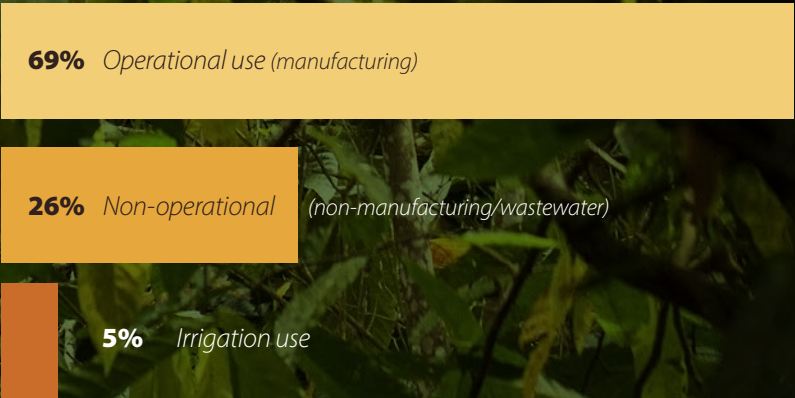 69% Operational use (manufacturing)
26% Non-operational (non-manufacturing/wastewater)
5% Irrigation use